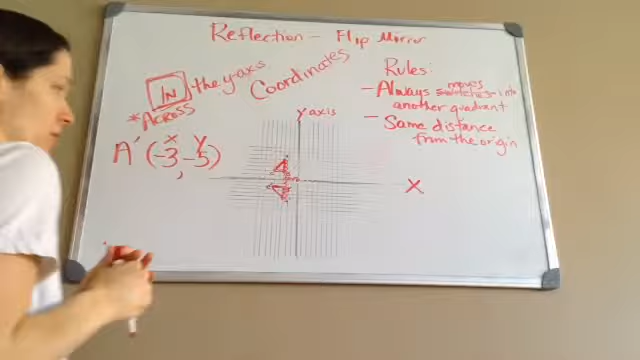 Reflection - Flip Mirror
IN the y-axis
*Across
Coordinates
x y
A' (-3, -5)
Y axis
X
Rules:
- Always switches moves into
another quadrant
- Same distance
from the origin